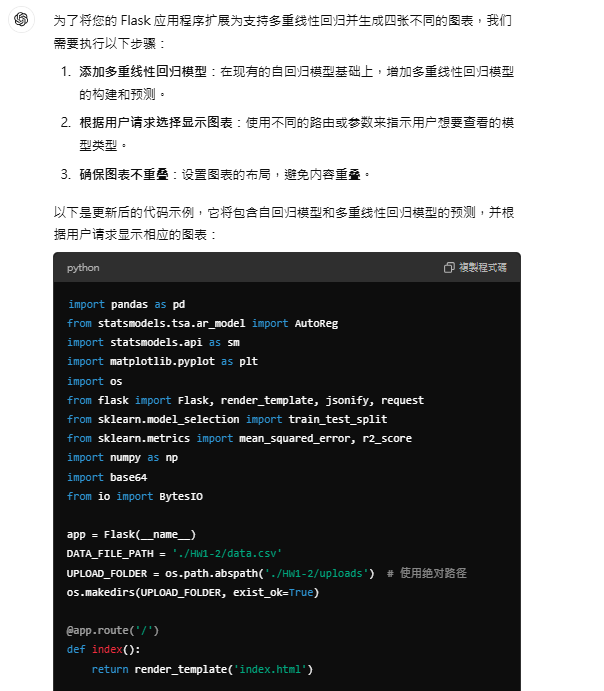 为了将您的 Flask 应用程序扩展为支持多重线性回归并生成四张不同的图表，我们
需要执行以下步骤：
1. 添加多重线性回归模型：在现有的自回归模型基础上，增加多重线性回归模型
的构建和预测。
2. 根据用户请求选择显示图表：使用不同的路由或参数来指示用户想要查看的模
型类型。
3. 确保图表不重叠：设置图表的布局，避免内容重叠。
以下是更新后的代码示例，它将包含自回归模型和多重线性回归模型的预测，并根
据用户请求显示相应的图表：
python 複製程式碼
import pandas as pd
from statsmodels.tsa.ar_model import AutoReg
import statsmodels.api as sm
import matplotlib.pyplot as plt
import os
from flask import Flask, render_template, jsonify, request
from sklearn.model_selection import train_test_split
from sklearn.metrics import mean_squared_error, r2_score
import numpy as np
import base64
from io import BytesIO
app = Flask(__name__)
DATA_FILE_PATH = './HW1-2/data.csv'
UPLOAD_FOLDER = os.path.abspath('./HW1-2/uploads')  # 使用绝对路径
os.makedirs(UPLOAD_FOLDER, exist_ok=True)
@app.route('/')
def index():
    return render_template('index.html')